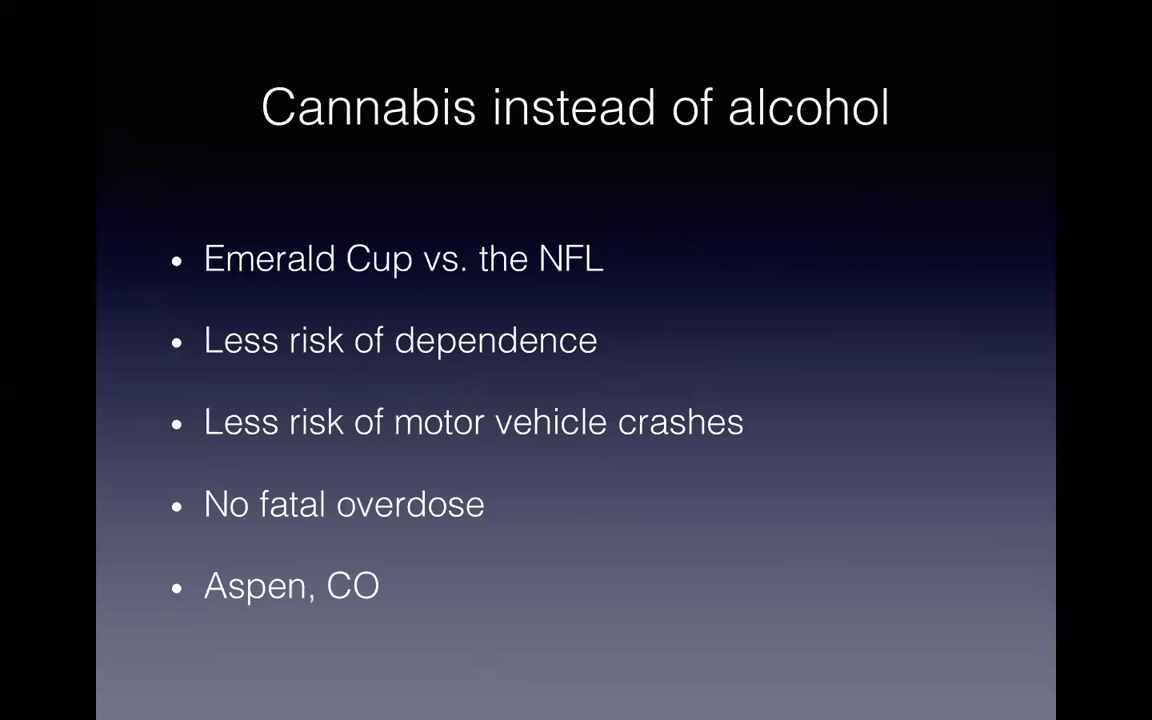 Cannabis instead of alcohol
• Emerald Cup vs. the NFL
• Less risk of dependence
• Less risk of motor vehicle crashes
• No fatal overdose
• Aspen, CO